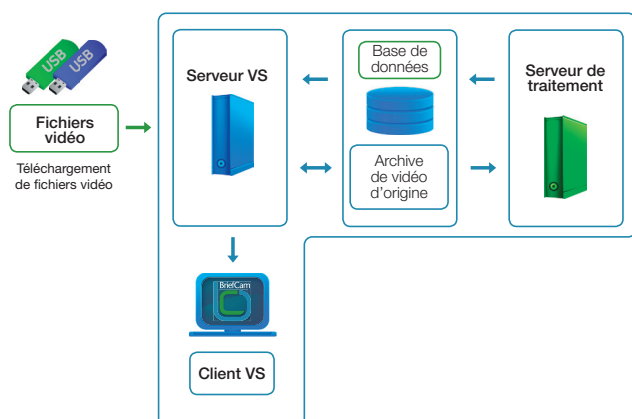 USB
USB
Fichiers
vidéo
Téléchargement
de fichiers vidéo
Serveur VS
Base de
données
Archive
de vidéo
d'origine
Serveur de
traitement
BriefCam
Client VS